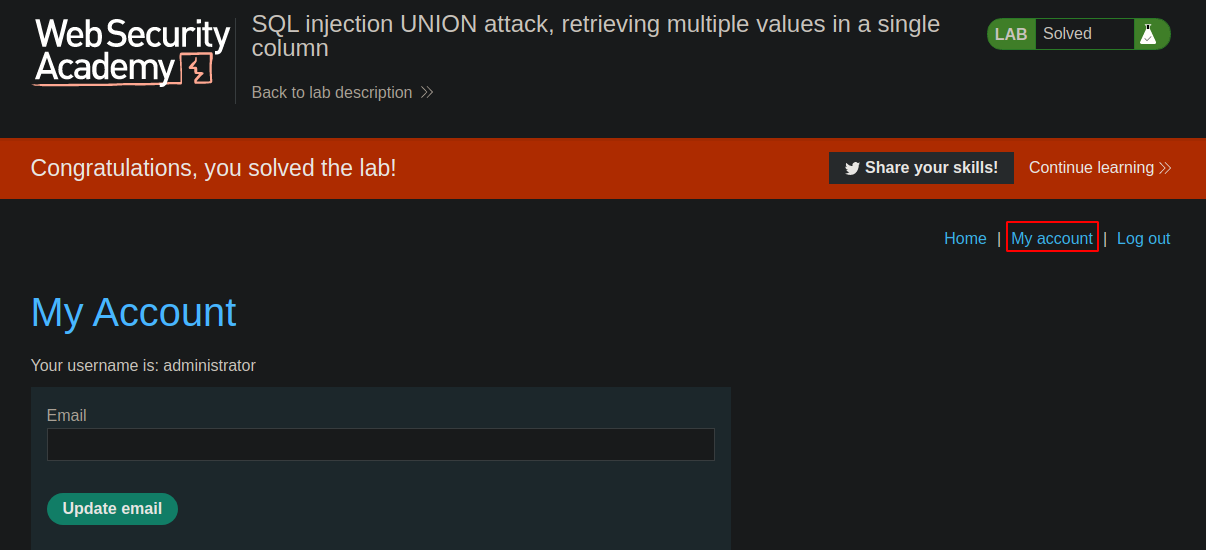 Web Security
Academy
SQL injection UNION attack, retrieving multiple values in a single
column
Back to lab description
LAB Solved
Congratulations, you solved the lab!
Share your skills! Continue learning
Home | My account | Log out
My Account
Your username is: administrator
Email
Update email